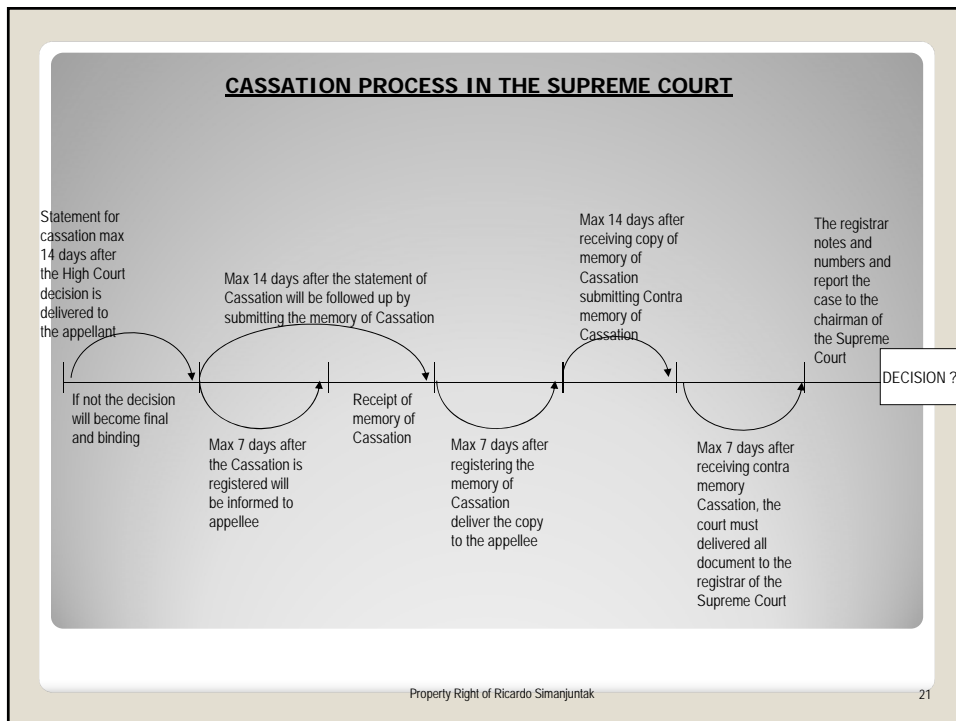 CASSATION PROCESS IN THE SUPREME COURT
Statement for
cassation max
14 days after
the High Court
decision is
delivered to
the appellant
If not the decision
will become final
and binding
Max 14 days after the statement of
Cassation will be followed up by
submitting the memory of Cassation
Max 7 days after
the Cassation is
registered will
be informed to
appellee
Receipt of
memory of
Cassation
Max 7 days after
registering the
memory of
Cassation
deliver the copy
to the appellee
Max 14 days after
receiving copy of
memory of
Cassation
submitting Contra
memory of
Cassation
Max 7 days after
receiving contra
memory
Cassation, the
court must
delivered all
document to the
registrar of the
Supreme Court
The registrar
notes and
numbers and
report the
case to the
chairman of
the Supreme
Court
DECISION ?
Property Right of Ricardo Simanjuntak
21